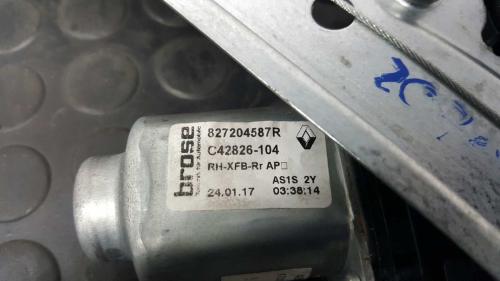 brose
Technik für Automobile
827204587R
C42826-104
RH-XFB-Rr AP□
24.01.17
AS1S 2Y
03:38:14